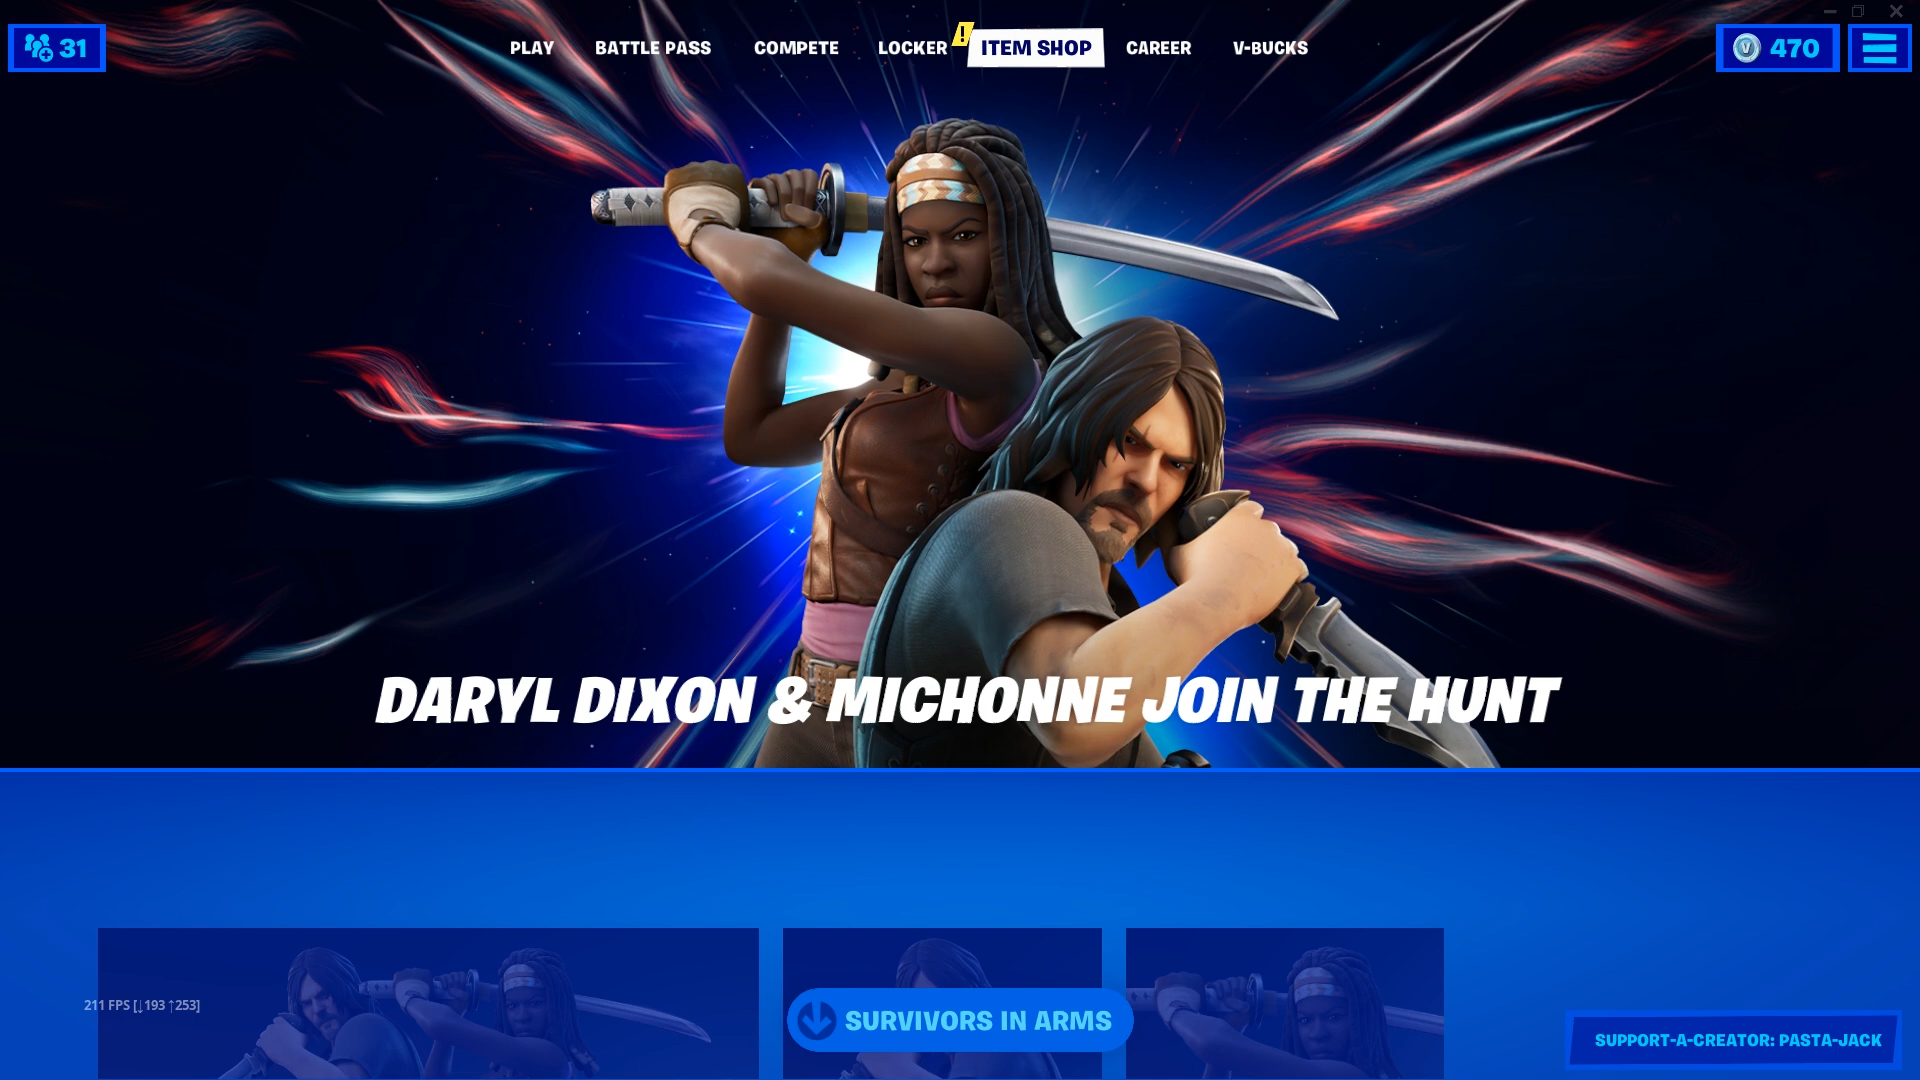 31
PLAY
BATTLE PASS
COMPETE
LOCKER
!
ITEM SHOP
CAREER
V-BUCKS
V
470
DARYL DIXON & MICHONNE JOIN THE HUNT
211 FPS [↓193 ↑253]
SURVIVORS IN ARMS
SUPPORT-A-CREATOR: PASTA-JACK